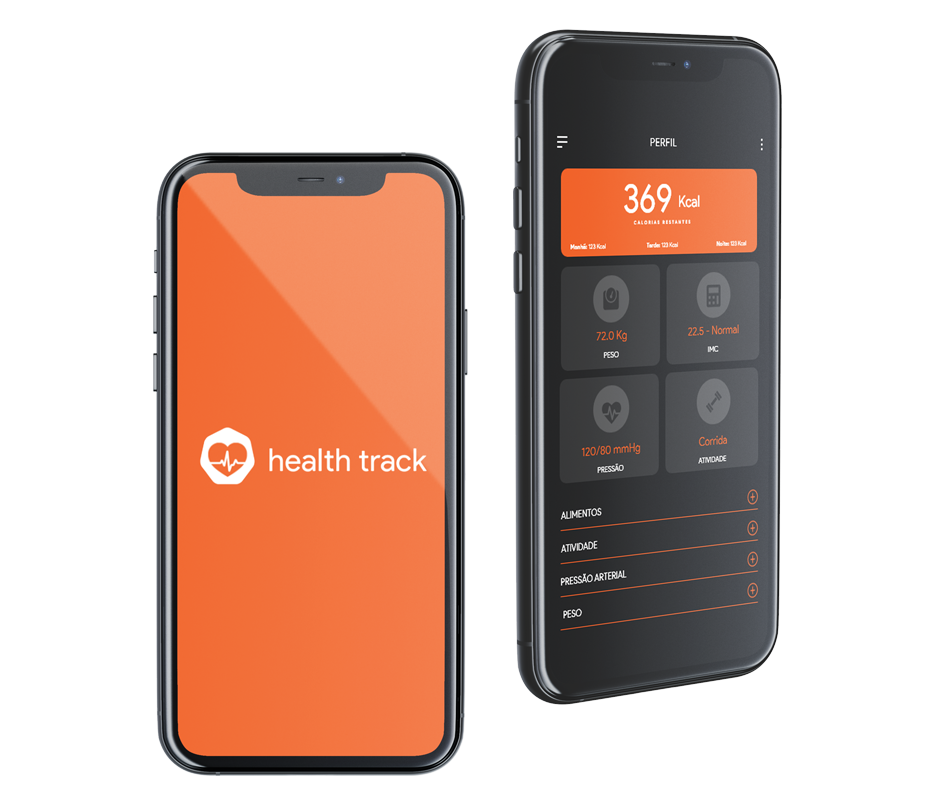 health track
PERFIL
369 Kcal
CALORIAS RESTANTES
Manhã: 123 Kcal Tarde: 123 Kcal Noite: 123 Kcal
72.0 Kg
PESO
22.5 - Normal
IMC
120/80 mmHg
PRESSÃO
Corrida
ATIVIDADE
ALIMENTOS
ATIVIDADE
PRESSÃO ARTERIAL
PESO